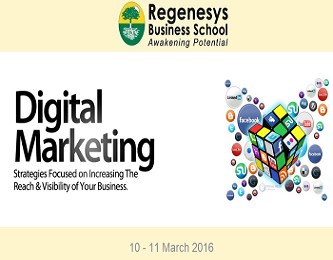 Regenesys
Business School
Awakening Potential
Digital
Marketing
Strategies Focused on Increasing The
Reach & Visibility of Your Business.
facebook
10 - 11 March 2016